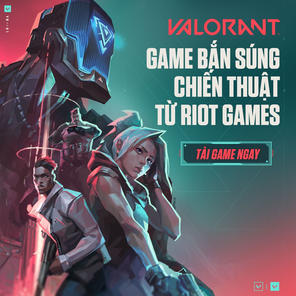 VALORANT
GAME BẮN SÚNG
CHIẾN THUẬT
TỪ RIOT GAMES
TẢI GAME NGAY